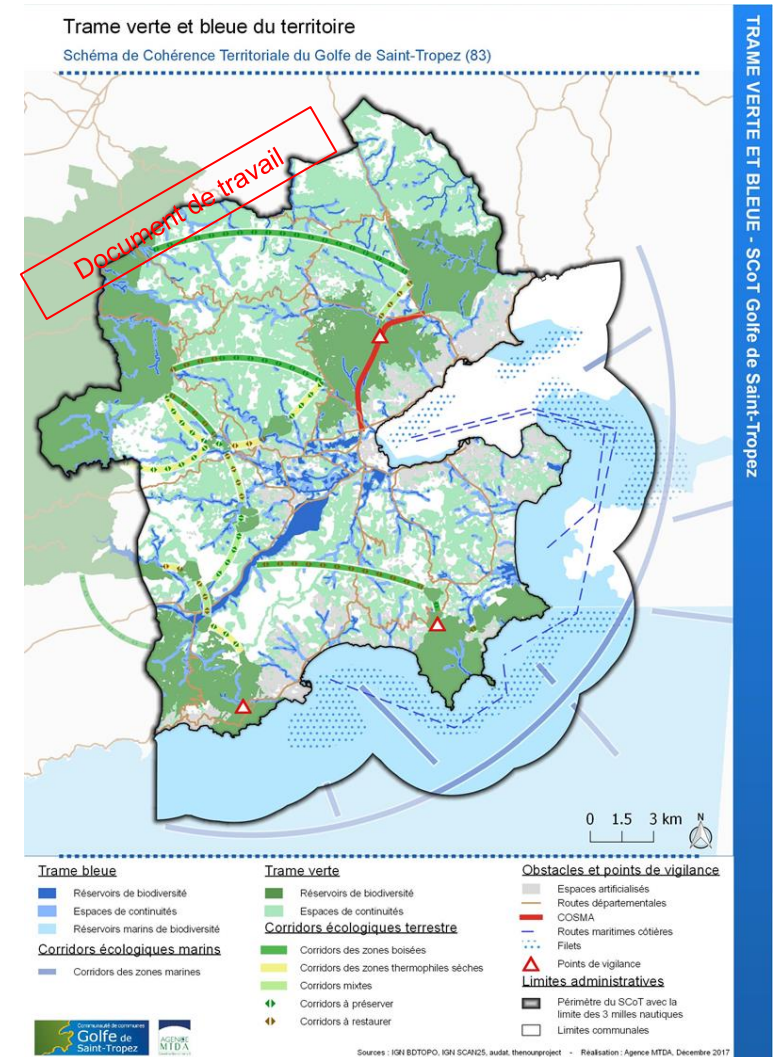 Trame verte et bleue du territoire
Schéma de Cohérence Territoriale du Golfe de Saint-Tropez (83)
TRAME VERTE ET BLEUE - SCoT Golfe de Saint-Tropez
Document de travail
0 1.5 3 km
N
Trame bleue
Réservoirs de biodiversité
Espaces de continuités
Réservoirs marins de biodiversité
Corridors écologiques marins
Corridors des zones marines
Trame verte
Réservoirs de biodiversité
Espaces de continuités
Corridors écologiques terrestre
Corridors des zones boisées
Corridors des zones thermophiles sèches
Corridors mixtes
Corridors à préserver
Corridors à restaurer
Obstacles et points de vigilance
Espaces artificialisés
Routes départementales
COSMA
Routes maritimes côtières
Filets
Points de vigilance
Limites administratives
Périmètre du SCoT avec la
limite des 3 milles nautiques
Limites communales
Communauté de communes
Golfe de
Saint-Tropez
AGENCE
MTDA
Sources : IGN BDTOPO, IGN SCAN25, audat, thenounproject - Réalisation : Agence MTDA, Decembre 2017